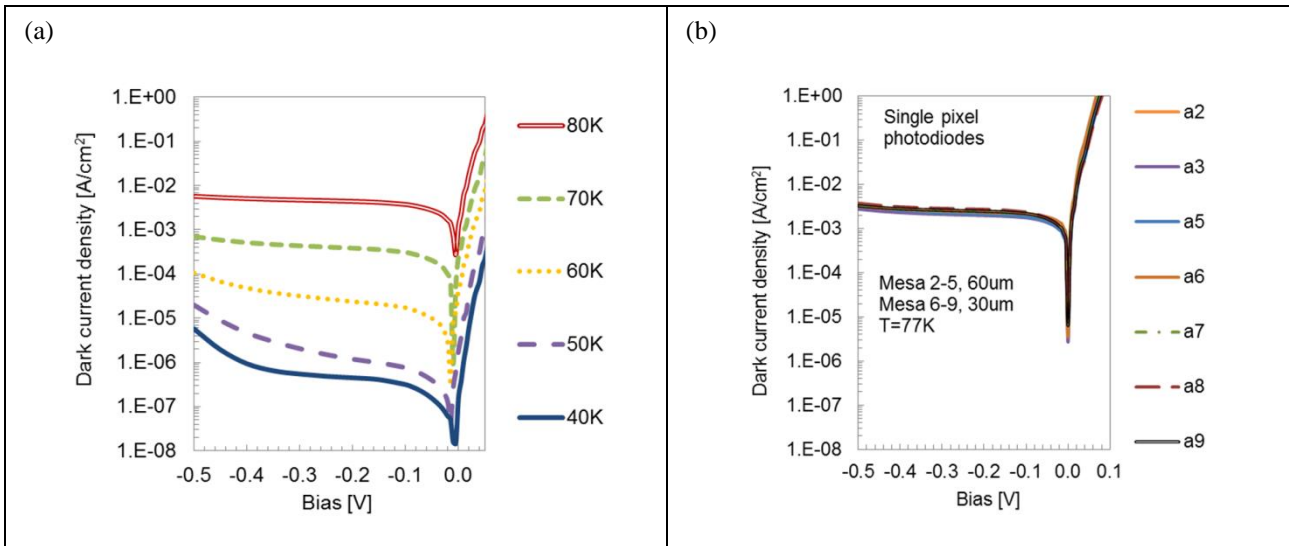 (a)
Dark current density [A/cm²]
1.E+00
1.E-01
1.E-02
1.E-03
1.E-04
1.E-05
1.E-06
1.E-07
1.E-08
-0.5 -0.4 -0.3 -0.2 -0.1 0.0
Bias [V]
80K
70K
60K
50K
40K
(b)
Dark current density [A/cm²]
1.E+00
1.E-01
1.E-02
1.E-03
1.E-04
1.E-05
1.E-06
1.E-07
1.E-08
Single pixel
photodiodes
Mesa 2-5, 60um
Mesa 6-9, 30um
T=77K
-0.5 -0.4 -0.3 -0.2 -0.1 0.0 0.1
Bias [V]
a2
a3
a5
a6
a7
a8
a9